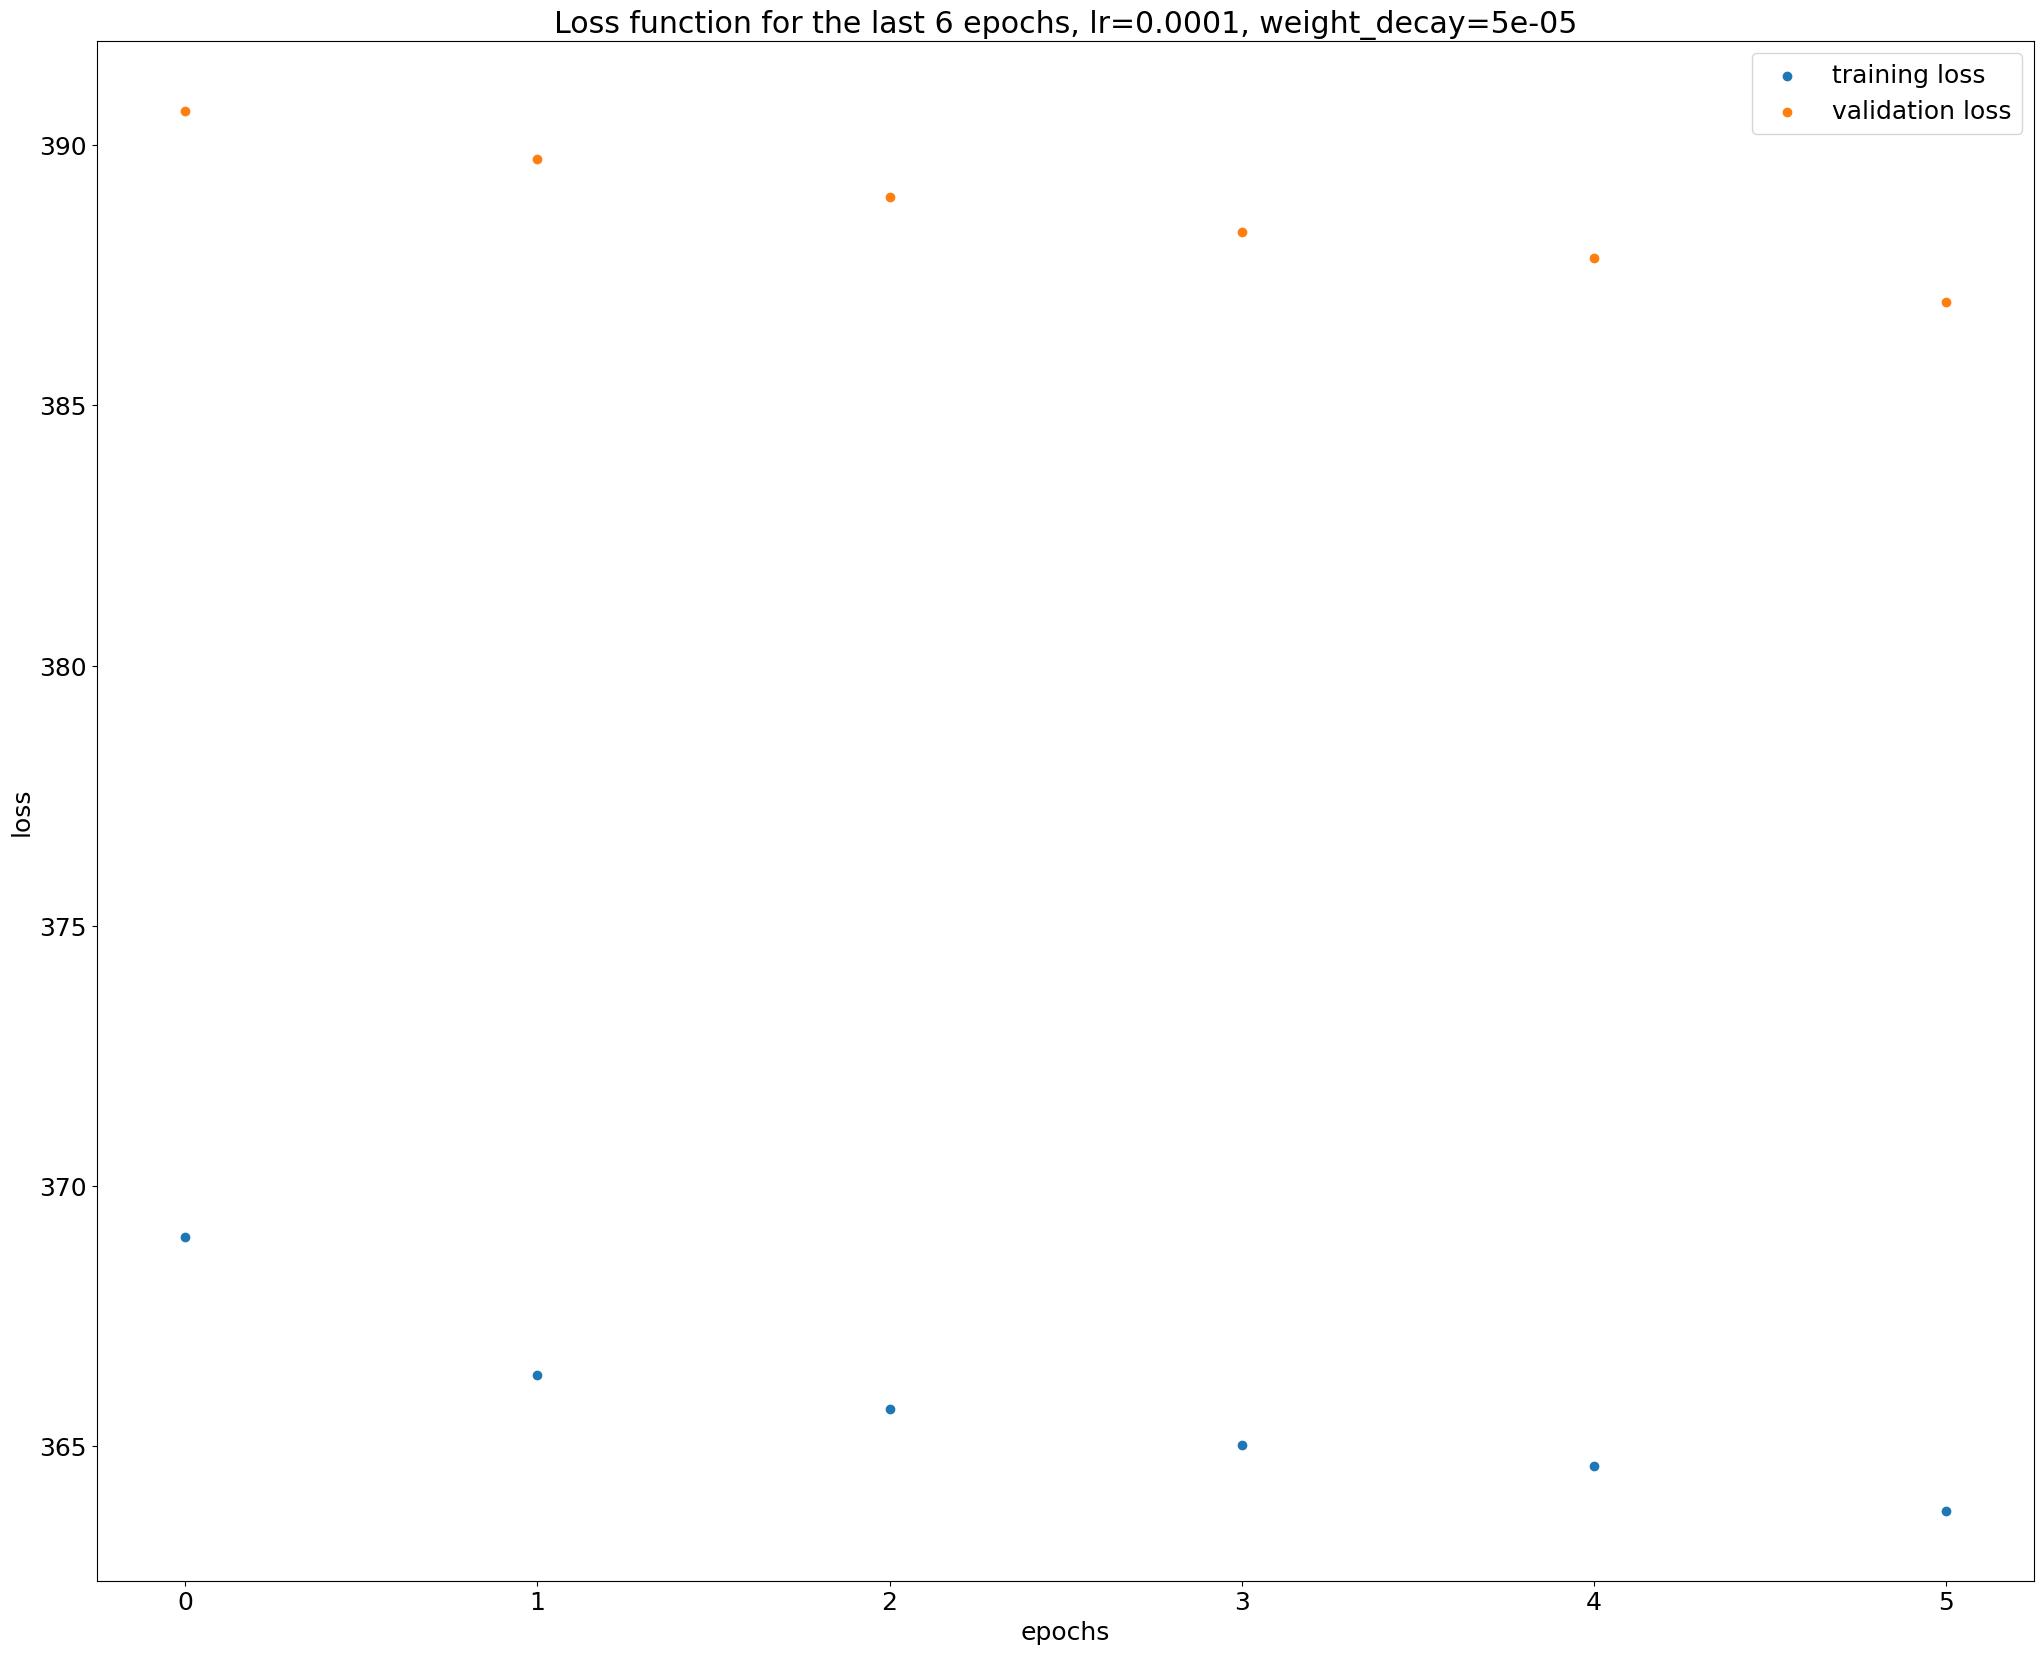 Loss function for the last 6 epochs, lr=0.0001, weight_decay=5e-05
training loss
validation loss
390
385
380
375
370
365
loss
0 1 2 3 4 5
epochs